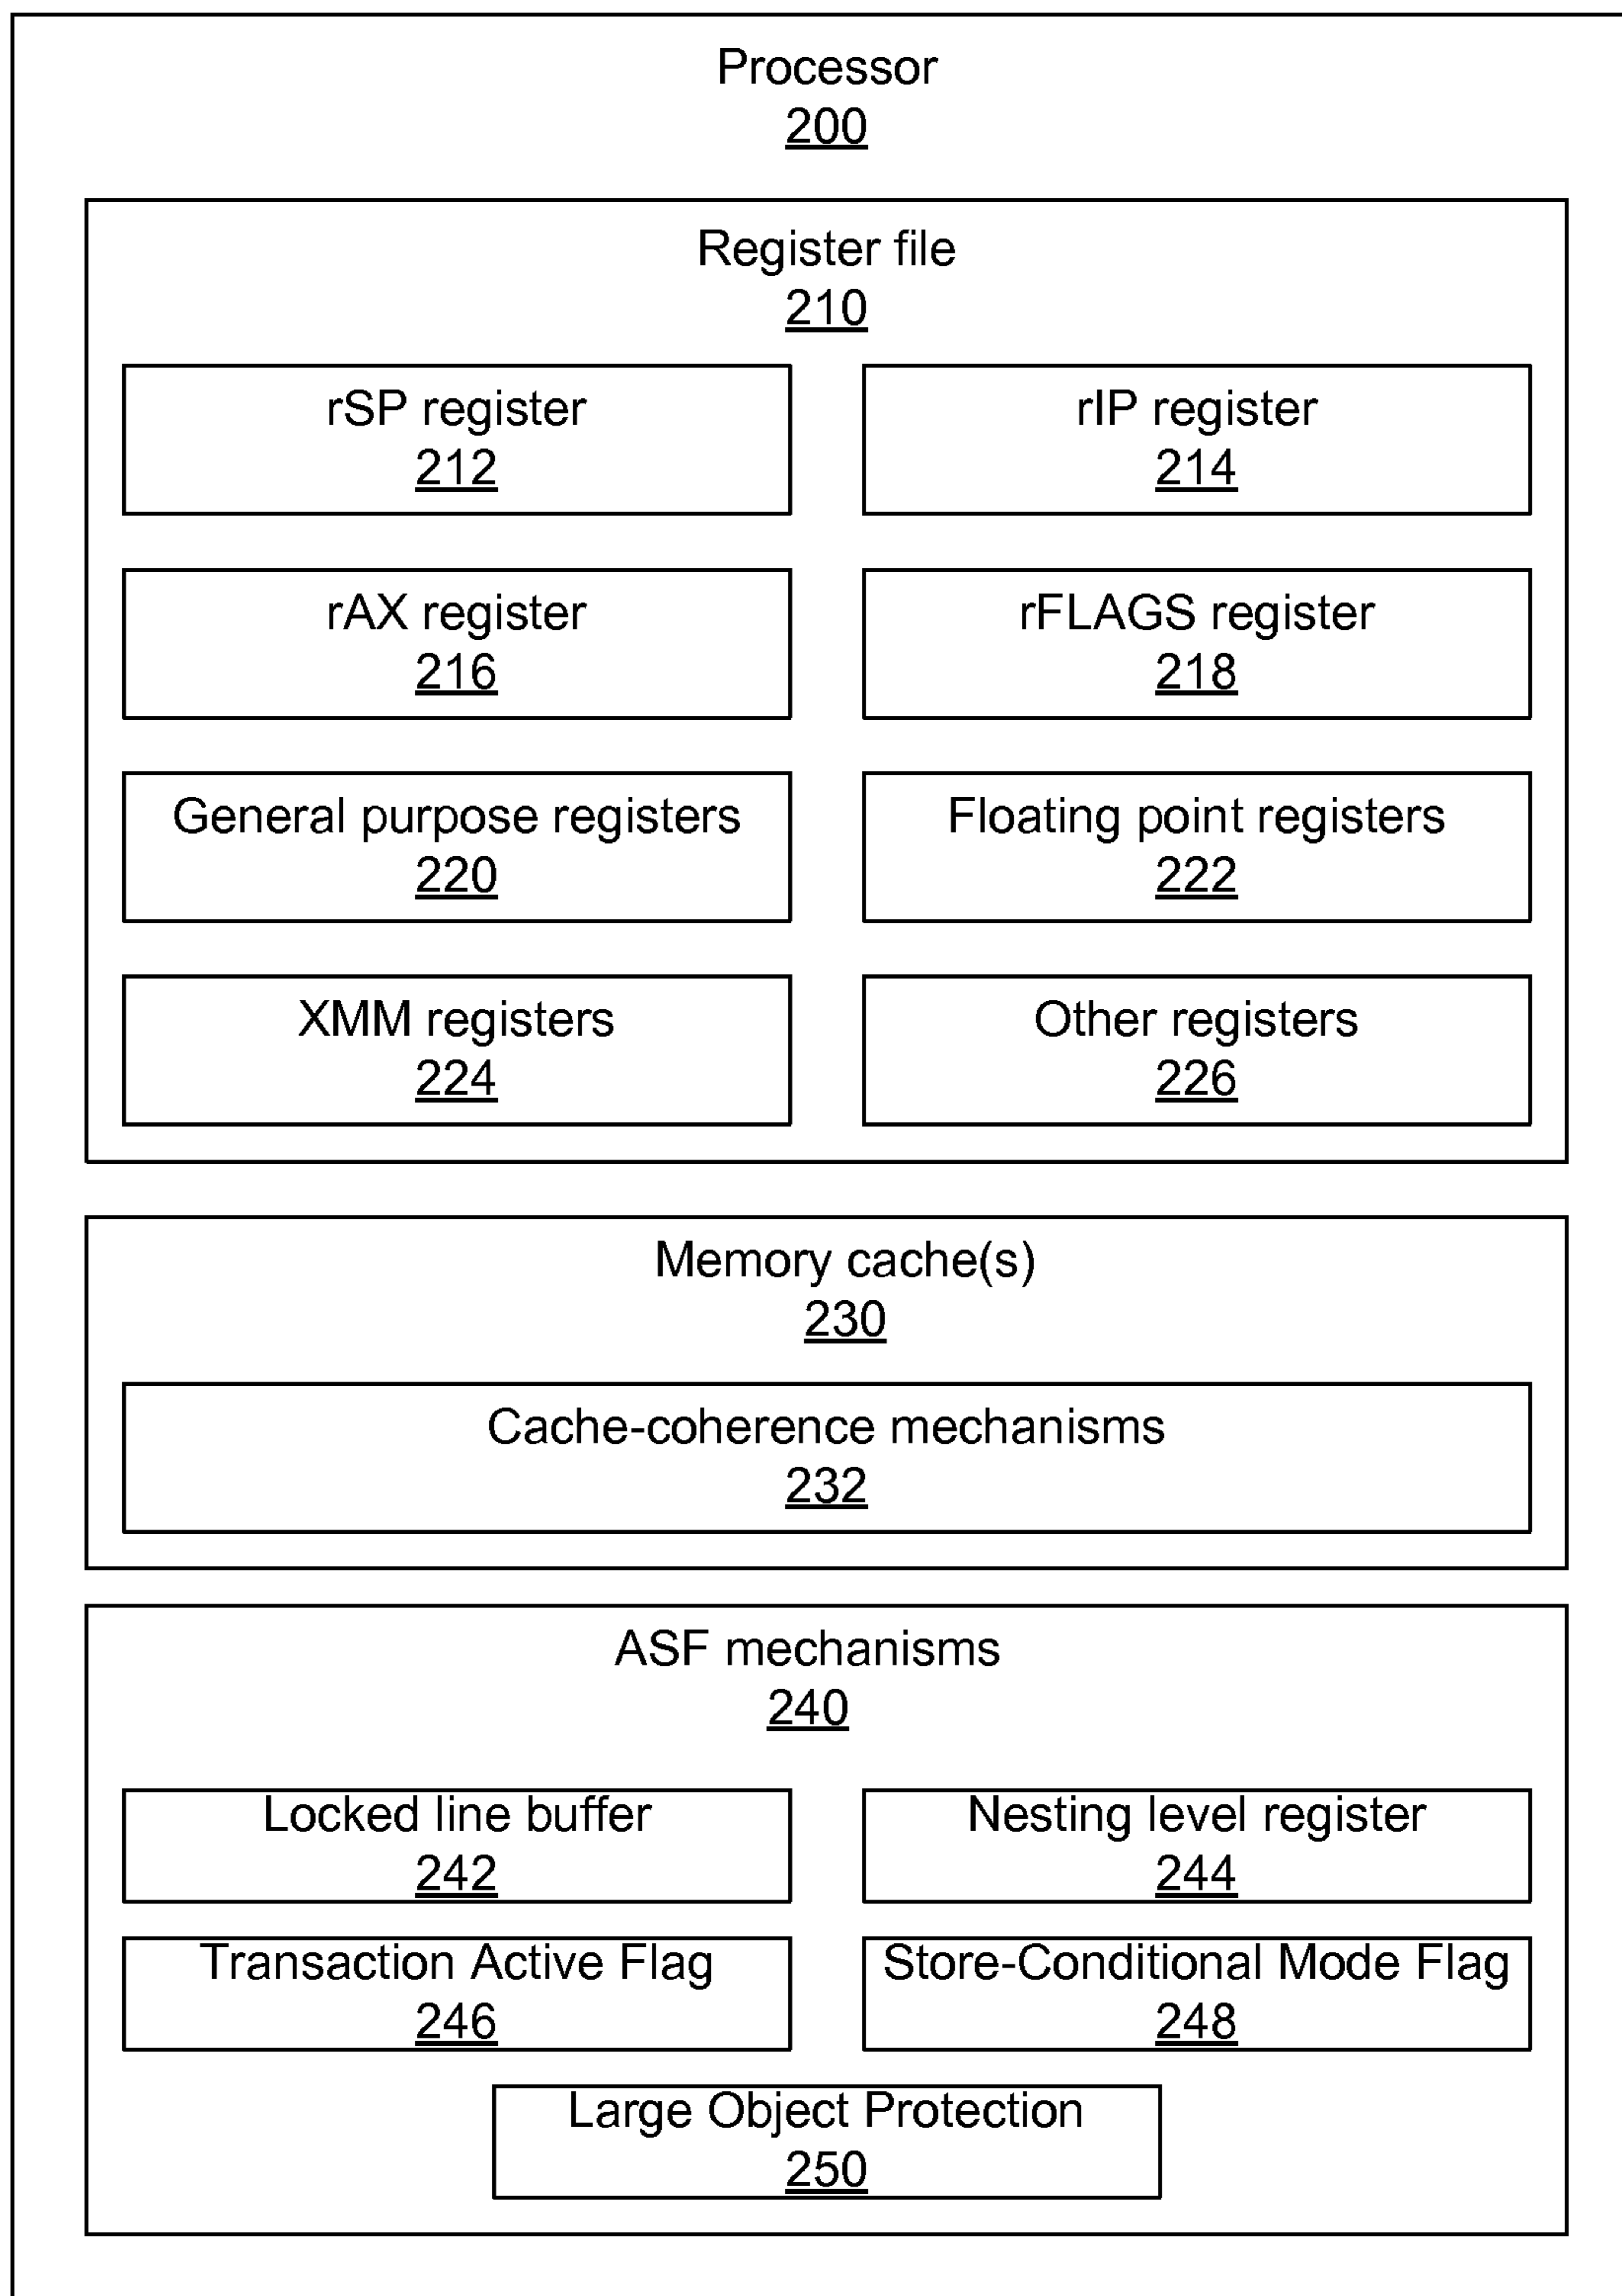 Processor
200
Register file
210
rSP register
212
rIP register
214
rAX register
216
rFLAGS register
218
General purpose registers
220
Floating point registers
222
XMM registers
224
Other registers
226
Memory cache(s)
230
Cache-coherence mechanisms
232
ASF mechanisms
240
Locked line buffer
242
Nesting level register
244
Transaction Active Flag
246
Store-Conditional Mode Flag
248
Large Object Protection
250